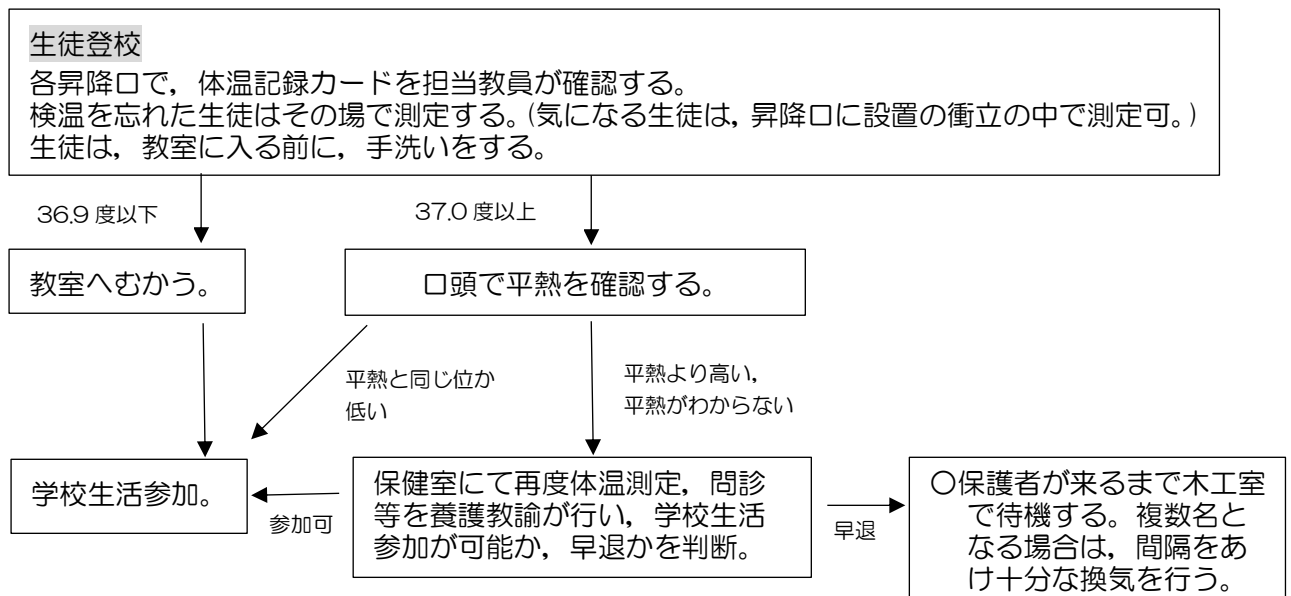 生徒登校
各昇降口で，体温記録カードを担当教員が確認する。
検温を忘れた生徒はその場で測定する。(気になる生徒は，昇降口に設置の衝立の中で測定可。)
生徒は，教室に入る前に，手洗いをする。
36.9 度以下
37.0 度以上
教室へむかう。
口頭で平熱を確認する。
平熱と同じ位か
低い
平熱より高い，
平熱がわからない
学校生活参加。
参加可
保健室にて再度体温測定，問診
等を養護教諭が行い，学校生活
参加が可能か，早退かを判断。
早退
〇保護者が来るまで木工室
で待機する。複数名と
なる場合は，間隔をあ
け十分な換気を行う。